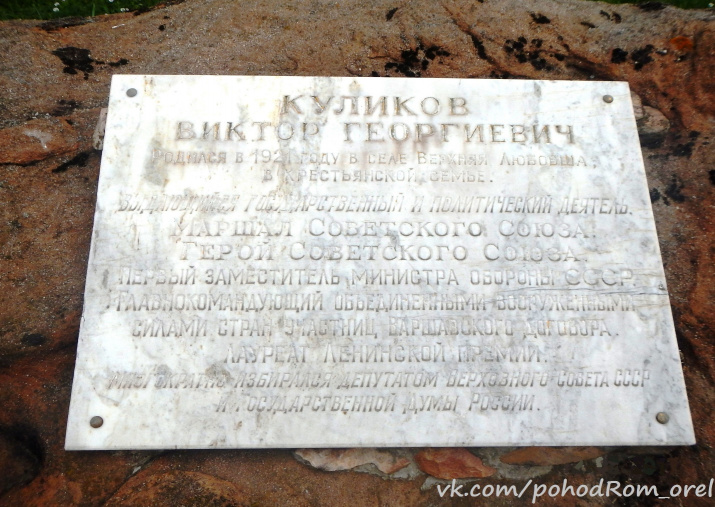 КУЛИКОВ
ВИКТОР ГЕОРГИЕВИЧ
Родился в 1921 году в селе Верхняя Любовша,
в крестьянской семье.
Выдающийся государственный и политический деятель.
Маршал Советского Союза.
Герой Советского Союза.
Первый заместитель министра обороны СССР
Главнокомандующий объединенными вооруженными
силами стран участниц Варшавского договора.
Лауреат Ленинской премии.
Многократно избирался депутатом Верховного Совета СССР
и Государственной Думы России.
vk.com/pohodRom_orel